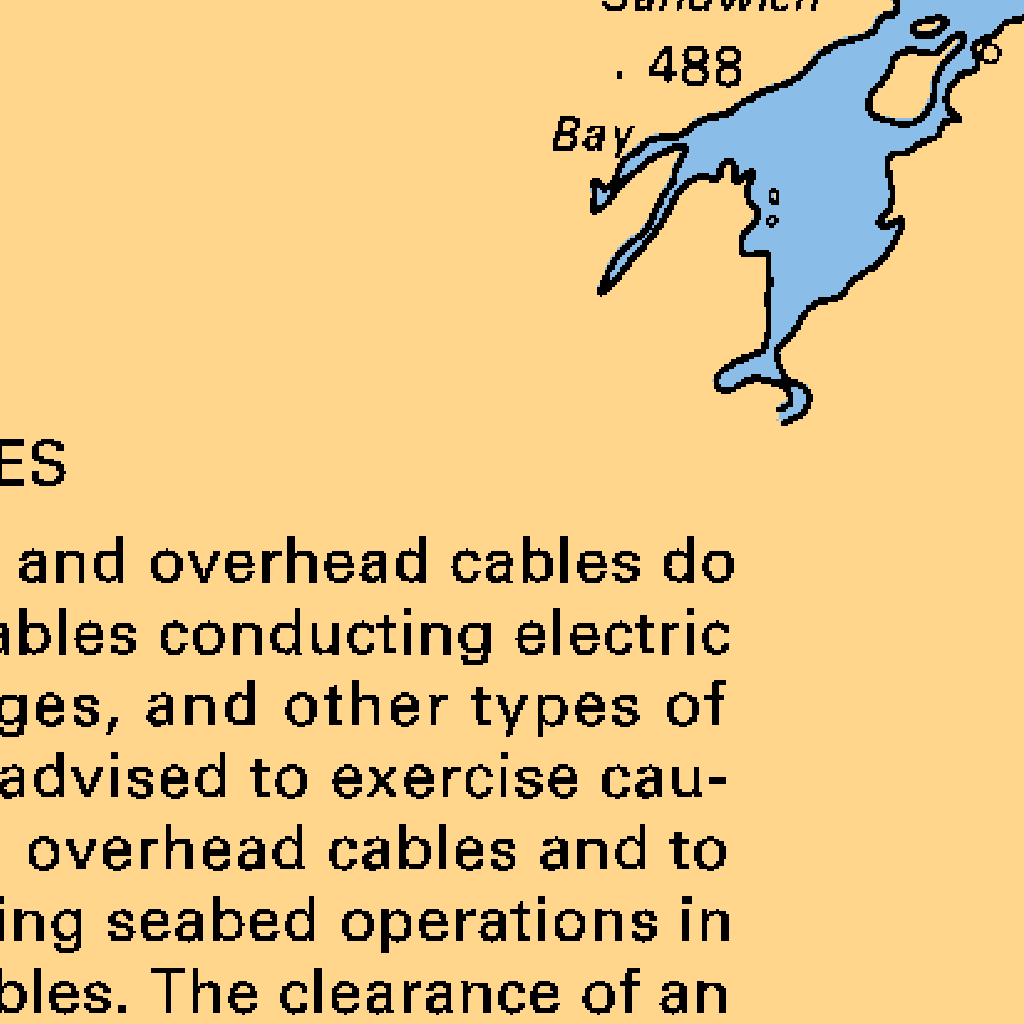 Sandwich
. 488
Bay
ES
and overhead cables do
ables conducting electric
ges, and other types of
advised to exercise cau-
overhead cables and to
ing seabed operations in
bles. The clearance of an